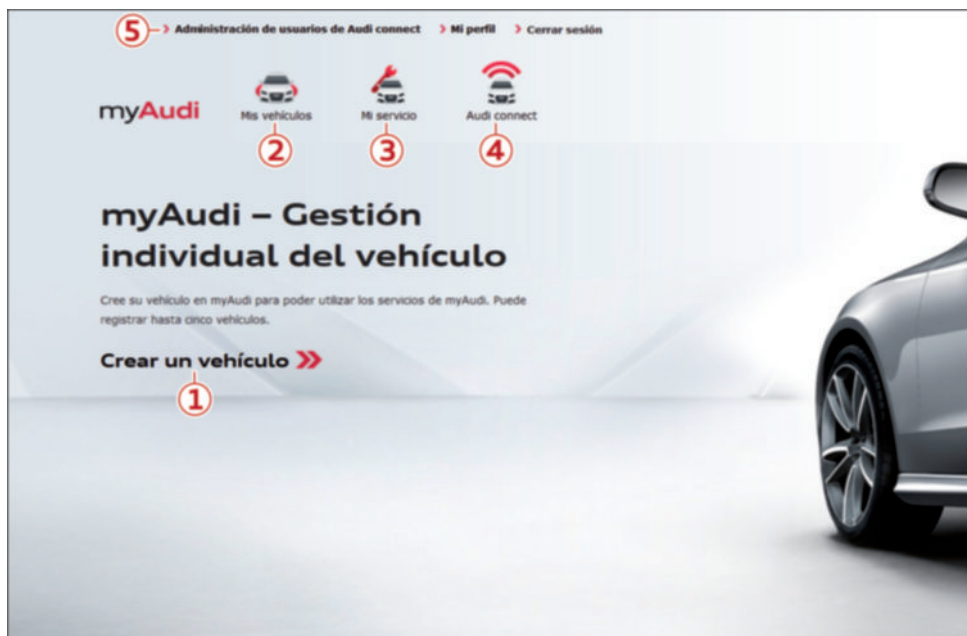 ⑤ Administración de usuarios de Audi connect Mi perfil Cerrar sesión
myAudi Mis vehículos Mi servicio Audi connect
② ③ ④
myAudi – Gestión
individual del vehículo
Cree su vehículo en myAudi para poder utilizar los servicios de myAudi. Puede
registrar hasta cinco vehículos.
Crear un vehículo
①